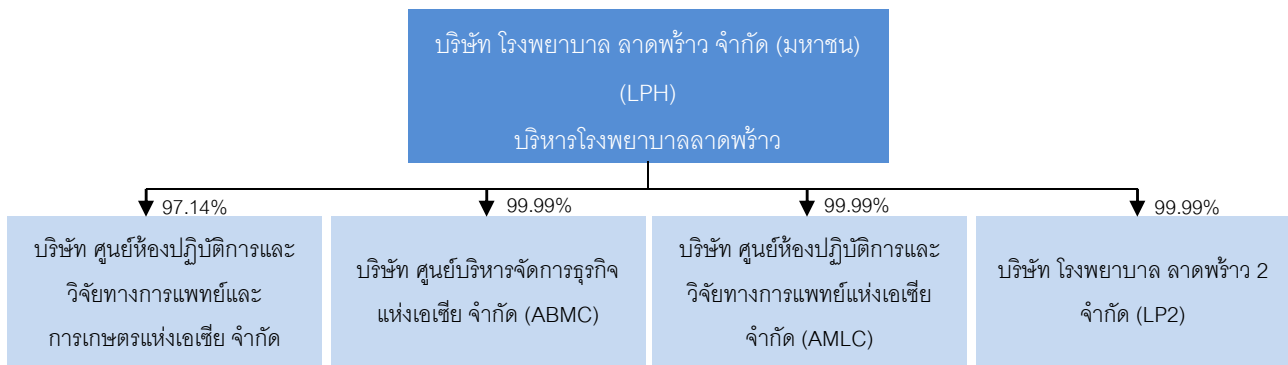 บริษัท โรงพยาบาล ลาดพร้าว จำกัด (มหาชน)
(LPH)
บริหารโรงพยาบาลลาดพร้าว
97.14%
99.99%
99.99%
99.99%
บริษัท ศูนย์ห้องปฏิบัติการและ
วิจัยทางการแพทย์และ
การเกษตรแห่งเอเซีย จำกัด
บริษัท ศูนย์บริหารจัดการธุรกิจ
แห่งเอเซีย จำกัด (ABMC)
บริษัท ศูนย์ห้องปฏิบัติการและ
วิจัยทางการแพทย์แห่งเอเซีย
จำกัด (AMLC)
บริษัท โรงพยาบาล ลาดพร้าว 2
จำกัด (LP2)